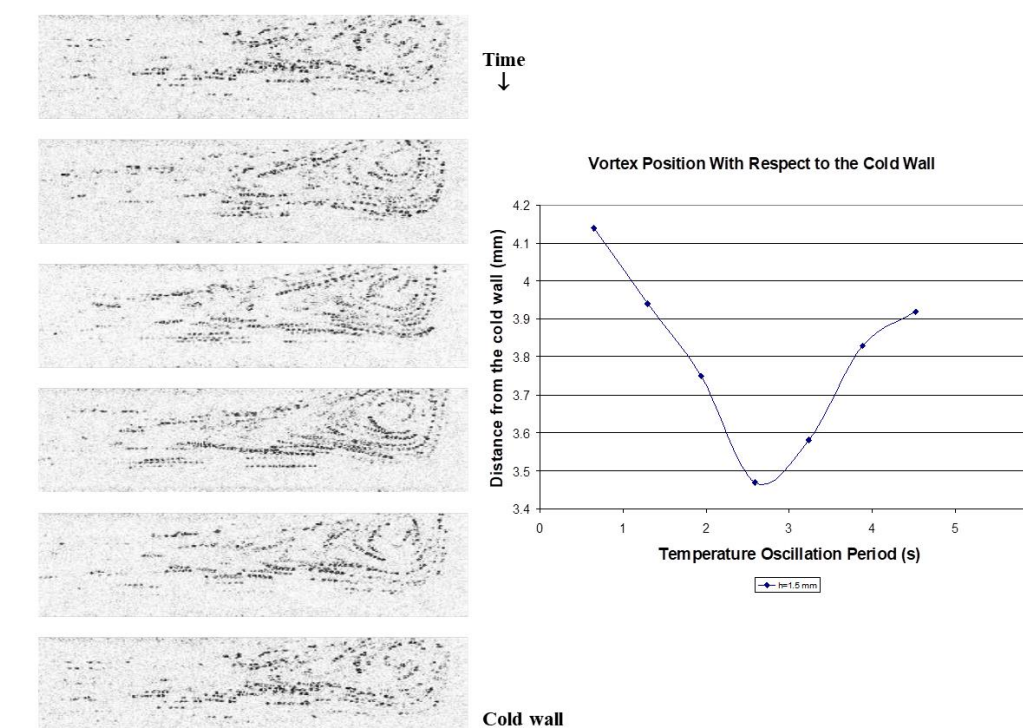 Time
↓
Vortex Position With Respect to the Cold Wall
Distance from the cold wall (mm)
4.2
4.1
4
3.9
3.8
3.7
3.6
3.5
3.4
0 1 2 3 4 5
Temperature Oscillation Period (s)
h=1.5 mm
Cold wall